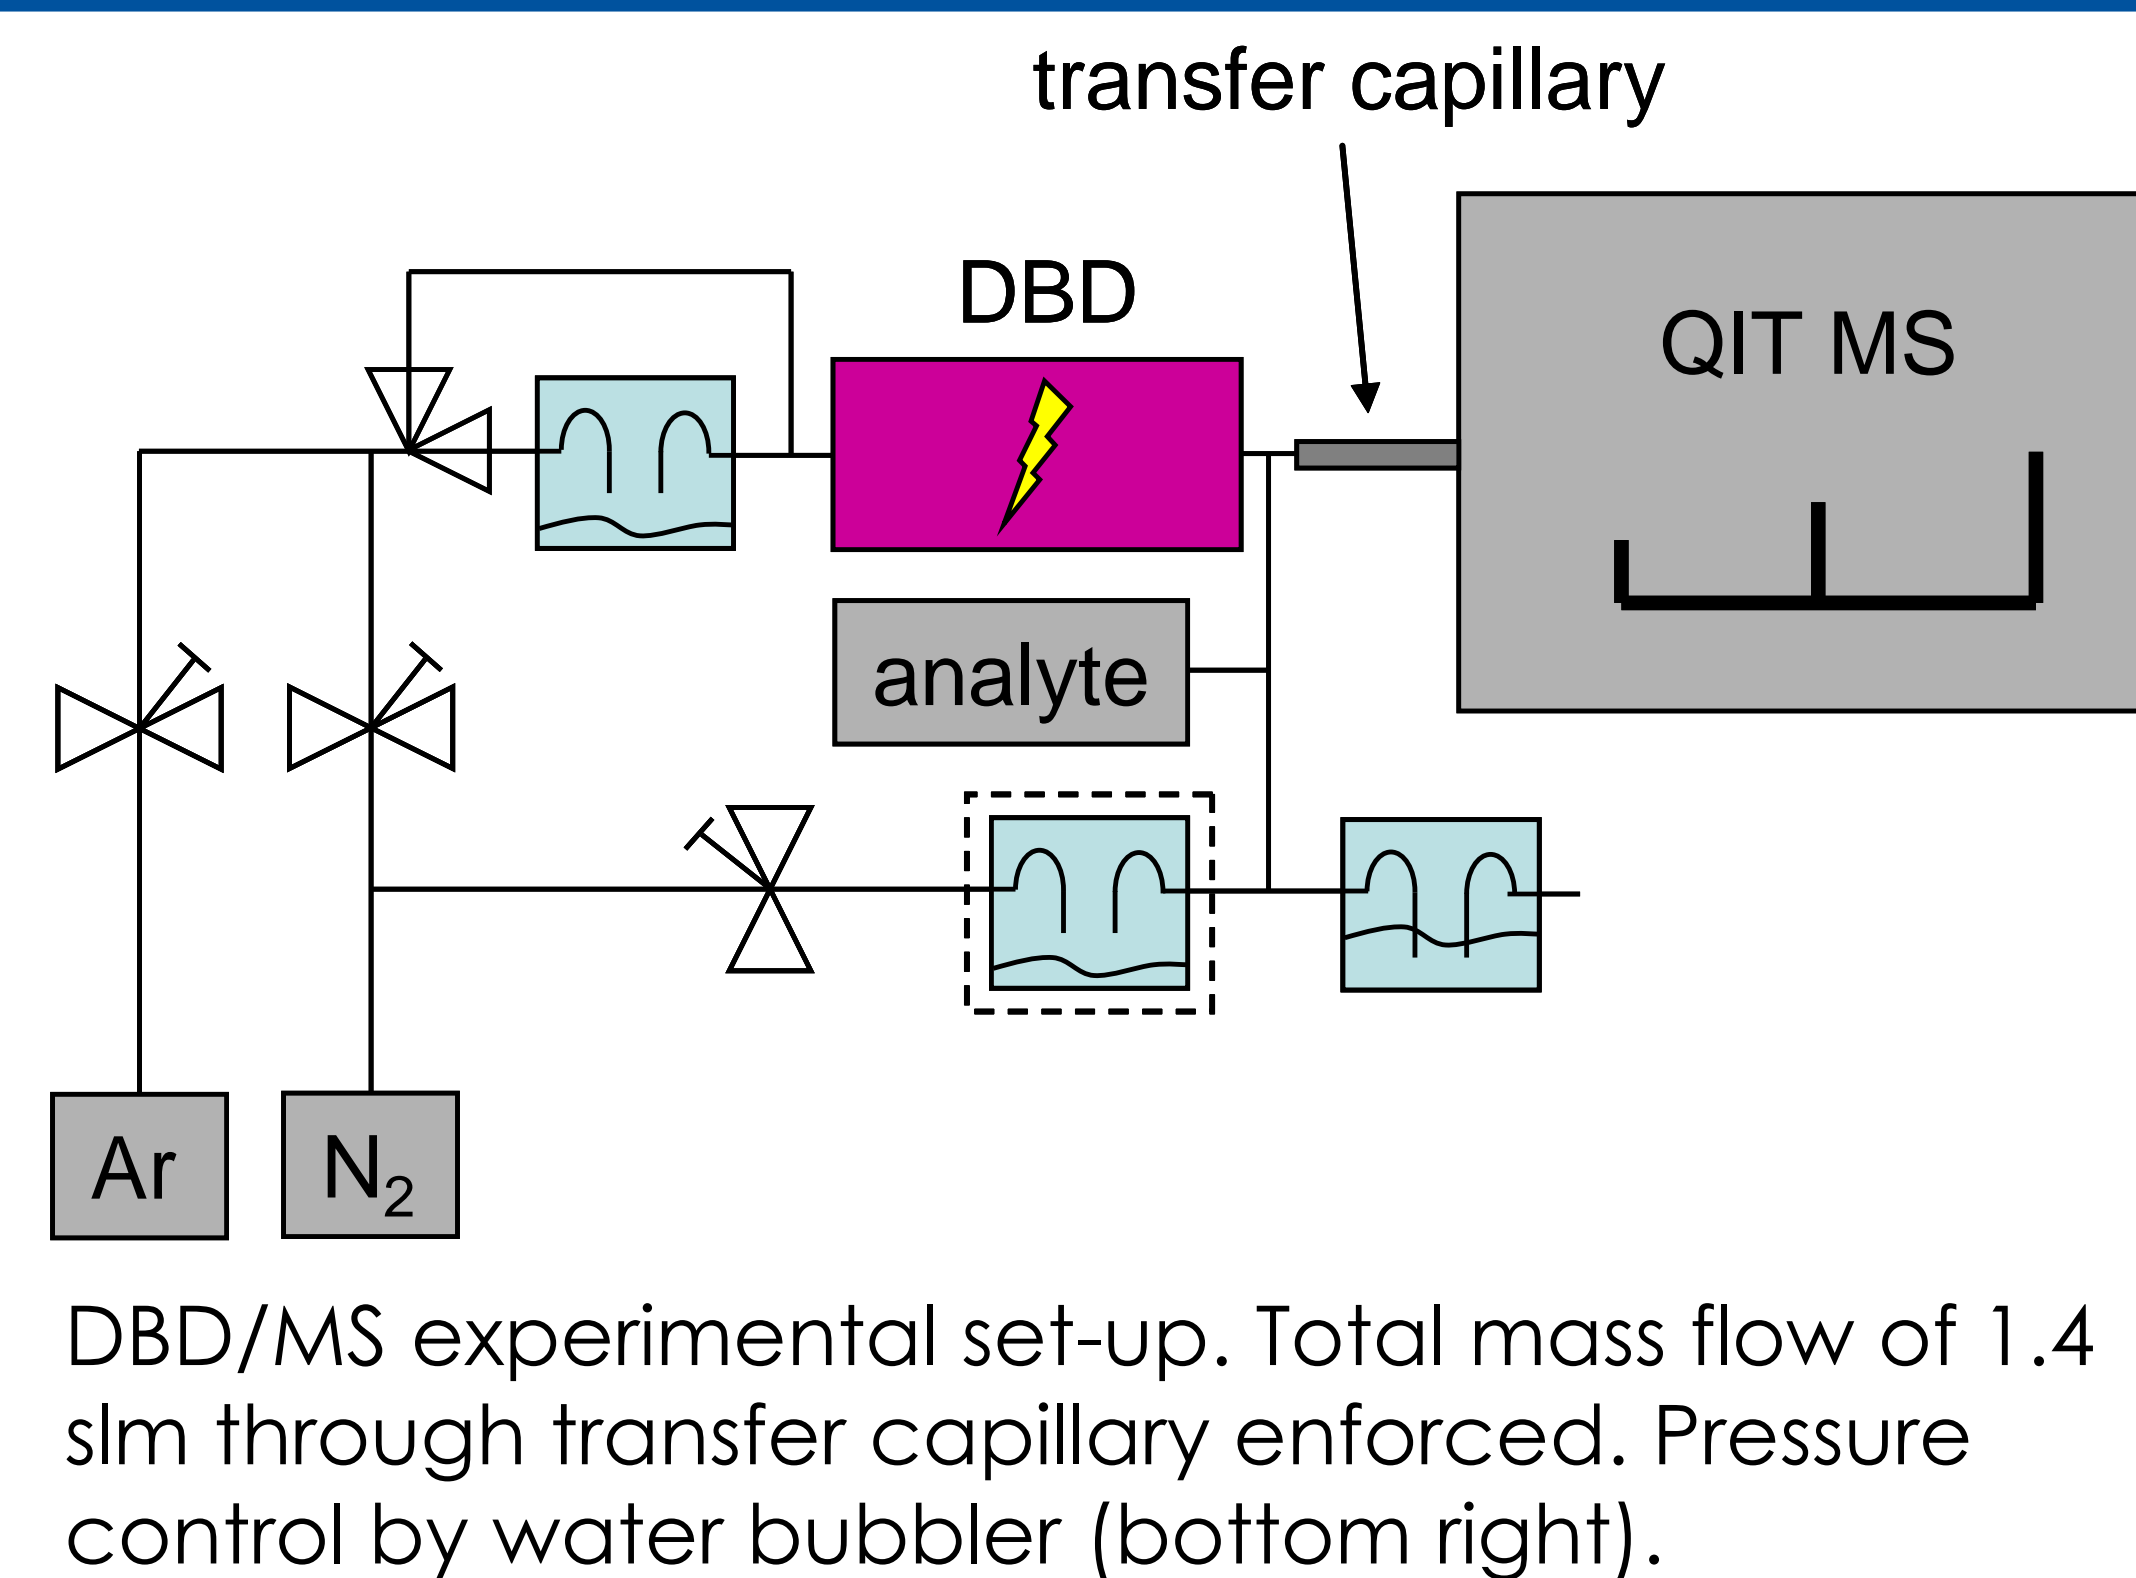 transfer capillary
DBD
QIT MS
analyte
Ar
N₂
DBD/MS experimental set-up. Total mass flow of 1.4
slm through transfer capillary enforced. Pressure
control by water bubbler (bottom right).